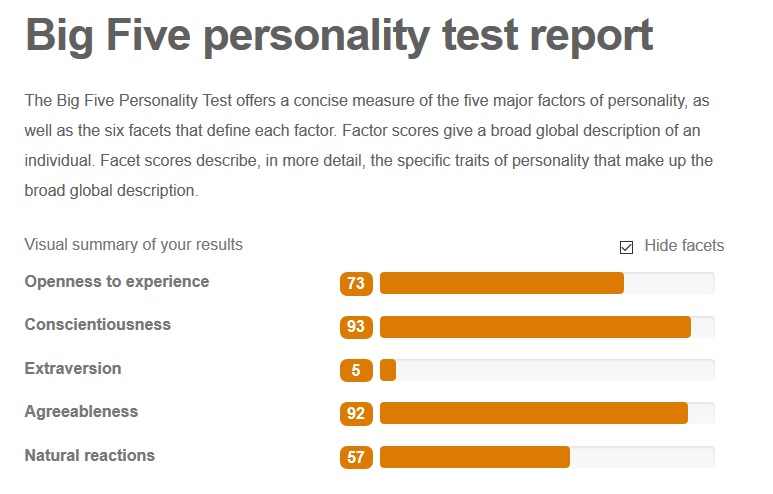 Big Five personality test report
The Big Five Personality Test offers a concise measure of the five major factors of personality, as
well as the six facets that define each factor. Factor scores give a broad global description of an
individual. Facet scores describe, in more detail, the specific traits of personality that make up the
broad global description.
Visual summary of your results Hide facets
Openness to experience 73
Conscientiousness 93
Extraversion 5
Agreeableness 92
Natural reactions 57